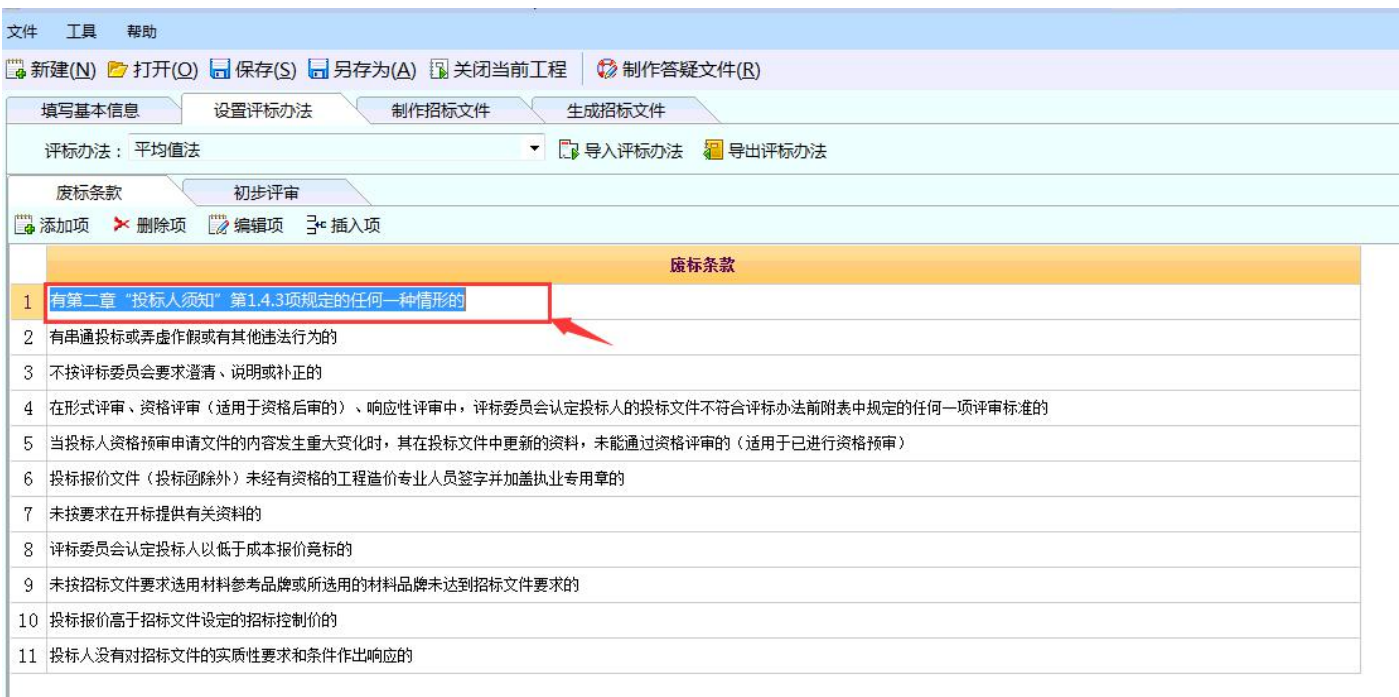 文件 工具 帮助
新建(N) 打开(O) 保存(S) 另存为(A) 关闭当前工程 制作答疑文件(R)
填写基本信息 设置评标办法 制作招标文件 生成招标文件
评标办法: 平均值法 导入评标办法 导出评标办法
废标条款 初步评审
添加项 删除项 编辑项 插入项
废标条款
1 有第二章“投标人须知”第1.4.3项规定的任何一种情形的
2 有串通投标或弄虚作假或有其他违法行为的
3 不按评标委员会要求澄清、说明或补正的
4 在形式评审、资格评审(适用于资格后审的)、响应性评审中,评标委员会认定投标人的投标文件不符合评标办法前附表中规定的任何一项评审标准的
5 当投标人资格预审申请文件的内容发生重大变化时,其在投标文件中更新的资料,未能通过资格评审的(适用于已进行资格预审)
6 投标报价文件(投标函除外)未经有资格的工程造价专业人员签字并加盖执业专用章的
7 未按要求在开标提供有关资料的
8 评标委员会认定投标人以低于成本报价竞标的
9 未按招标文件要求选用材料参考品牌或所选用的材料品牌未达到招标文件要求的
10 投标报价高于招标文件设定的招标控制价的
11 投标人没有对招标文件的实质性要求和条件作出响应的